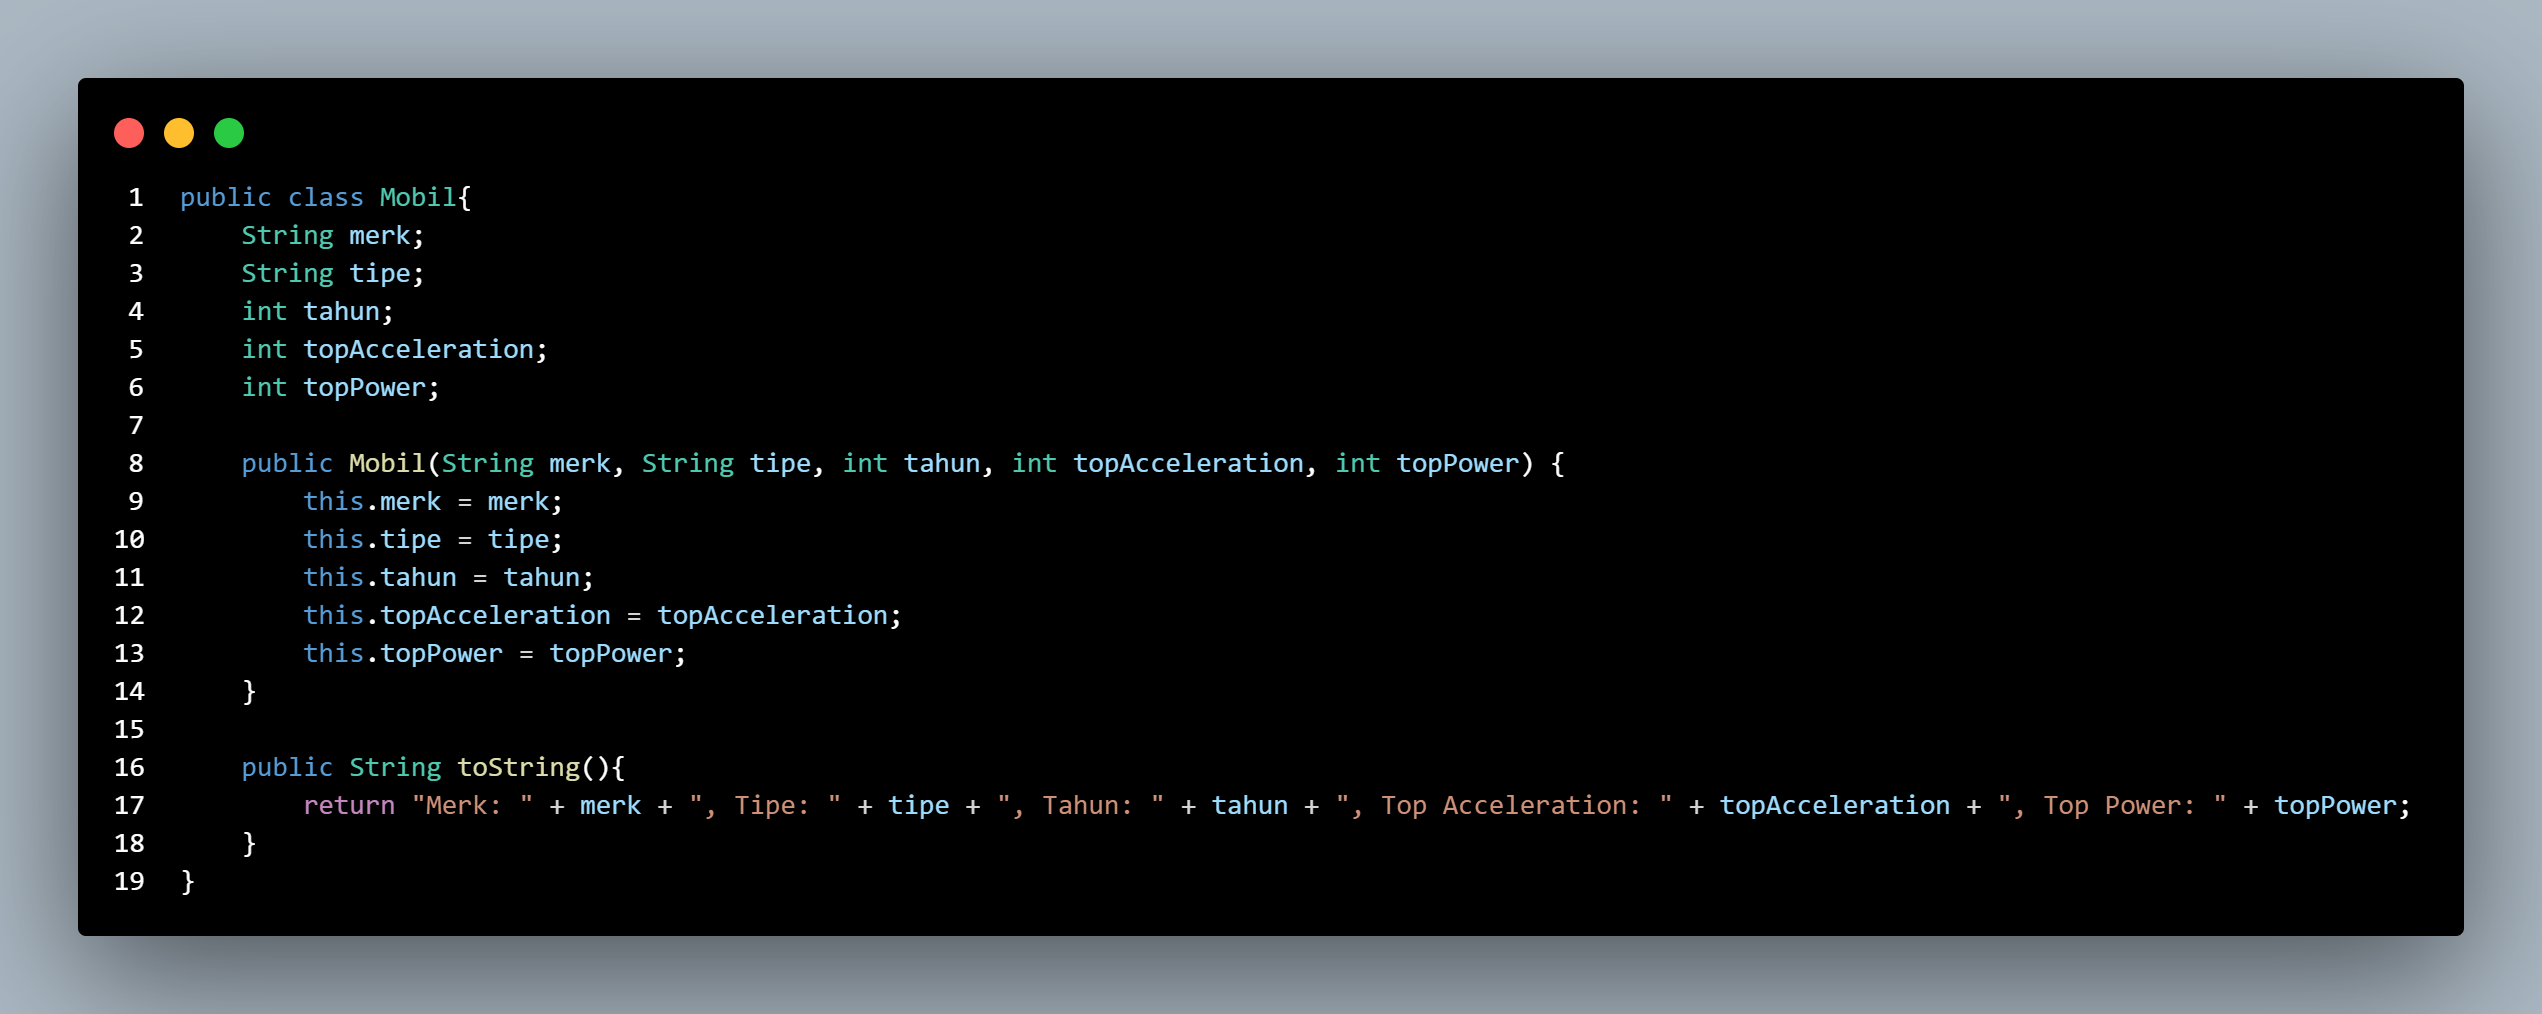 1 public class Mobil{
2     String merk;
3     String tipe;
4     int tahun;
5     int topAcceleration;
6     int topPower;
7
8     public Mobil(String merk, String tipe, int tahun, int topAcceleration, int topPower) {
9         this.merk = merk;
10         this.tipe = tipe;
11         this.tahun = tahun;
12         this.topAcceleration = topAcceleration;
13         this.topPower = topPower;
14     }
15
16     public String toString(){
17         return "Merk: " + merk + ", Tipe: " + tipe + ", Tahun: " + tahun + ", Top Acceleration: " + topAcceleration + ", Top Power: " + topPower;
18     }
19 }